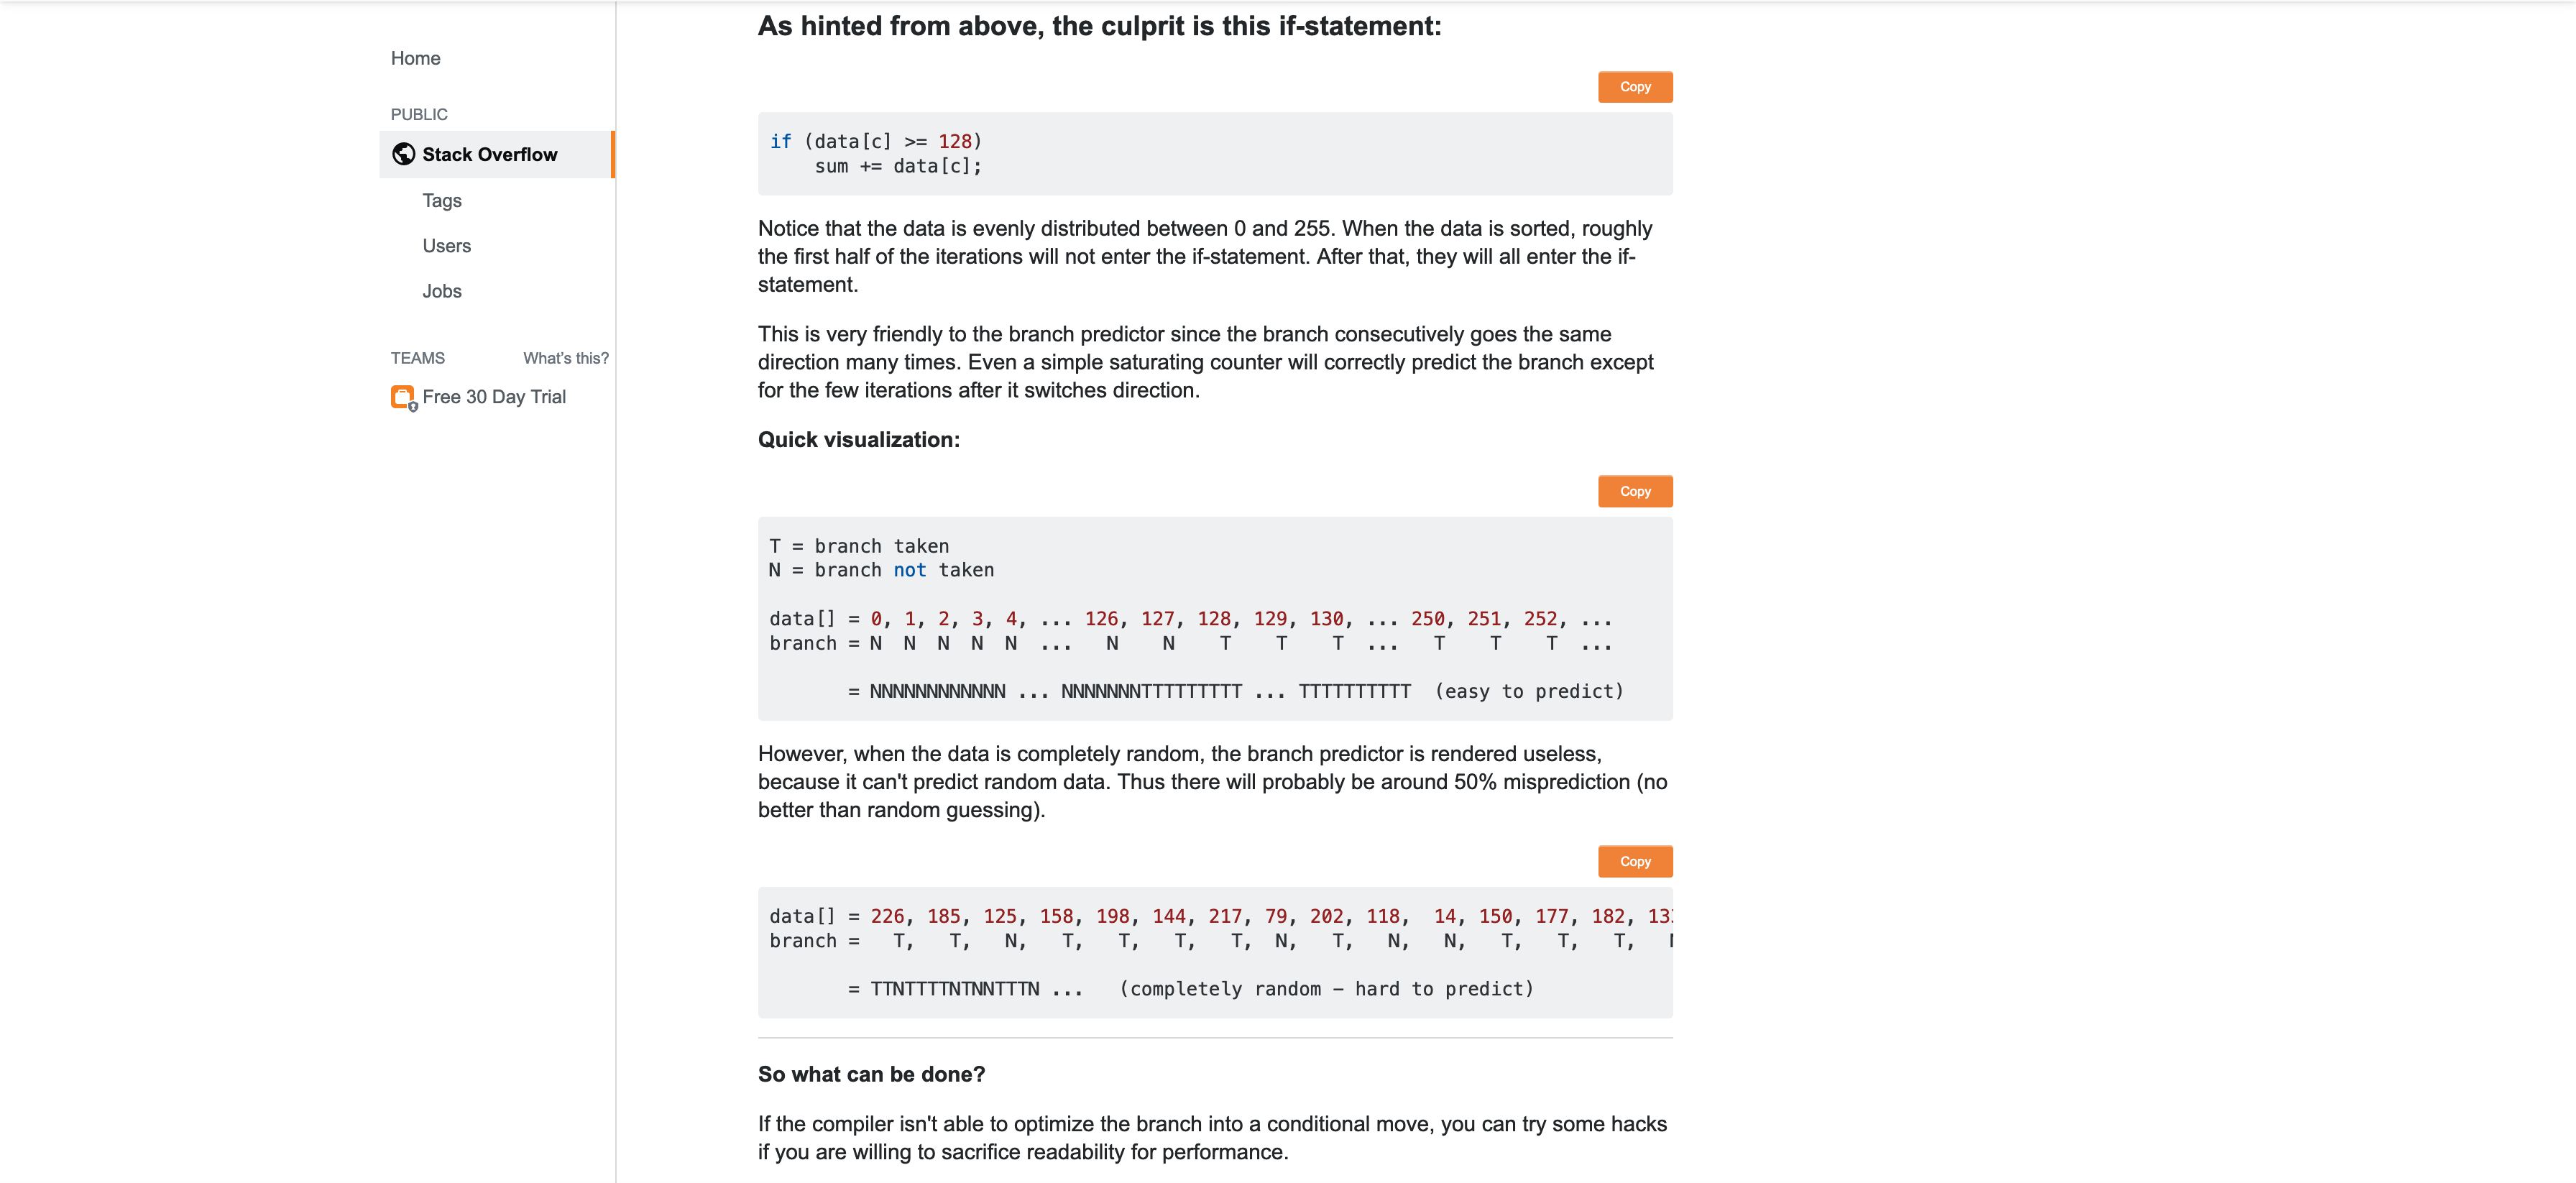 Home
PUBLIC
Stack Overflow
Tags
Users
Jobs
TEAMS What's this?
Free 30 Day Trial
As hinted from above, the culprit is this if-statement:
Copy
if (data[c] >= 128)
    sum += data[c];
Notice that the data is evenly distributed between 0 and 255. When the data is sorted, roughly
the first half of the iterations will not enter the if-statement. After that, they will all enter the if-
statement.
This is very friendly to the branch predictor since the branch consecutively goes the same
direction many times. Even a simple saturating counter will correctly predict the branch except
for the few iterations after it switches direction.
Quick visualization:
Copy
T = branch taken
N = branch not taken
data[] = 0, 1, 2, 3, 4, ... 126, 127, 128, 129, 130, ... 250, 251, 252, ...
branch = N  N  N  N  N  ...   N    N    T    T    T  ...   T    T    T  ...
       = NNNNNNNNNNNN ... NNNNNNNTTTTTTTTT ... TTTTTTTTTT  (easy to predict)
However, when the data is completely random, the branch predictor is rendered useless,
because it can't predict random data. Thus there will probably be around 50% misprediction (no
better than random guessing).
Copy
data[] = 226, 185, 125, 158, 198, 144, 217, 79, 202, 118,  14, 150, 177, 182,
branch =   T,   T,   N,   T,   T,   T,   T,  N,   T,   N,   N,   T,   T,   T,
       = TTNTTTTNTNNTTTN ...   (completely random - hard to predict)
So what can be done?
If the compiler isn't able to optimize the branch into a conditional move, you can try some hacks
if you are willing to sacrifice readability for performance.